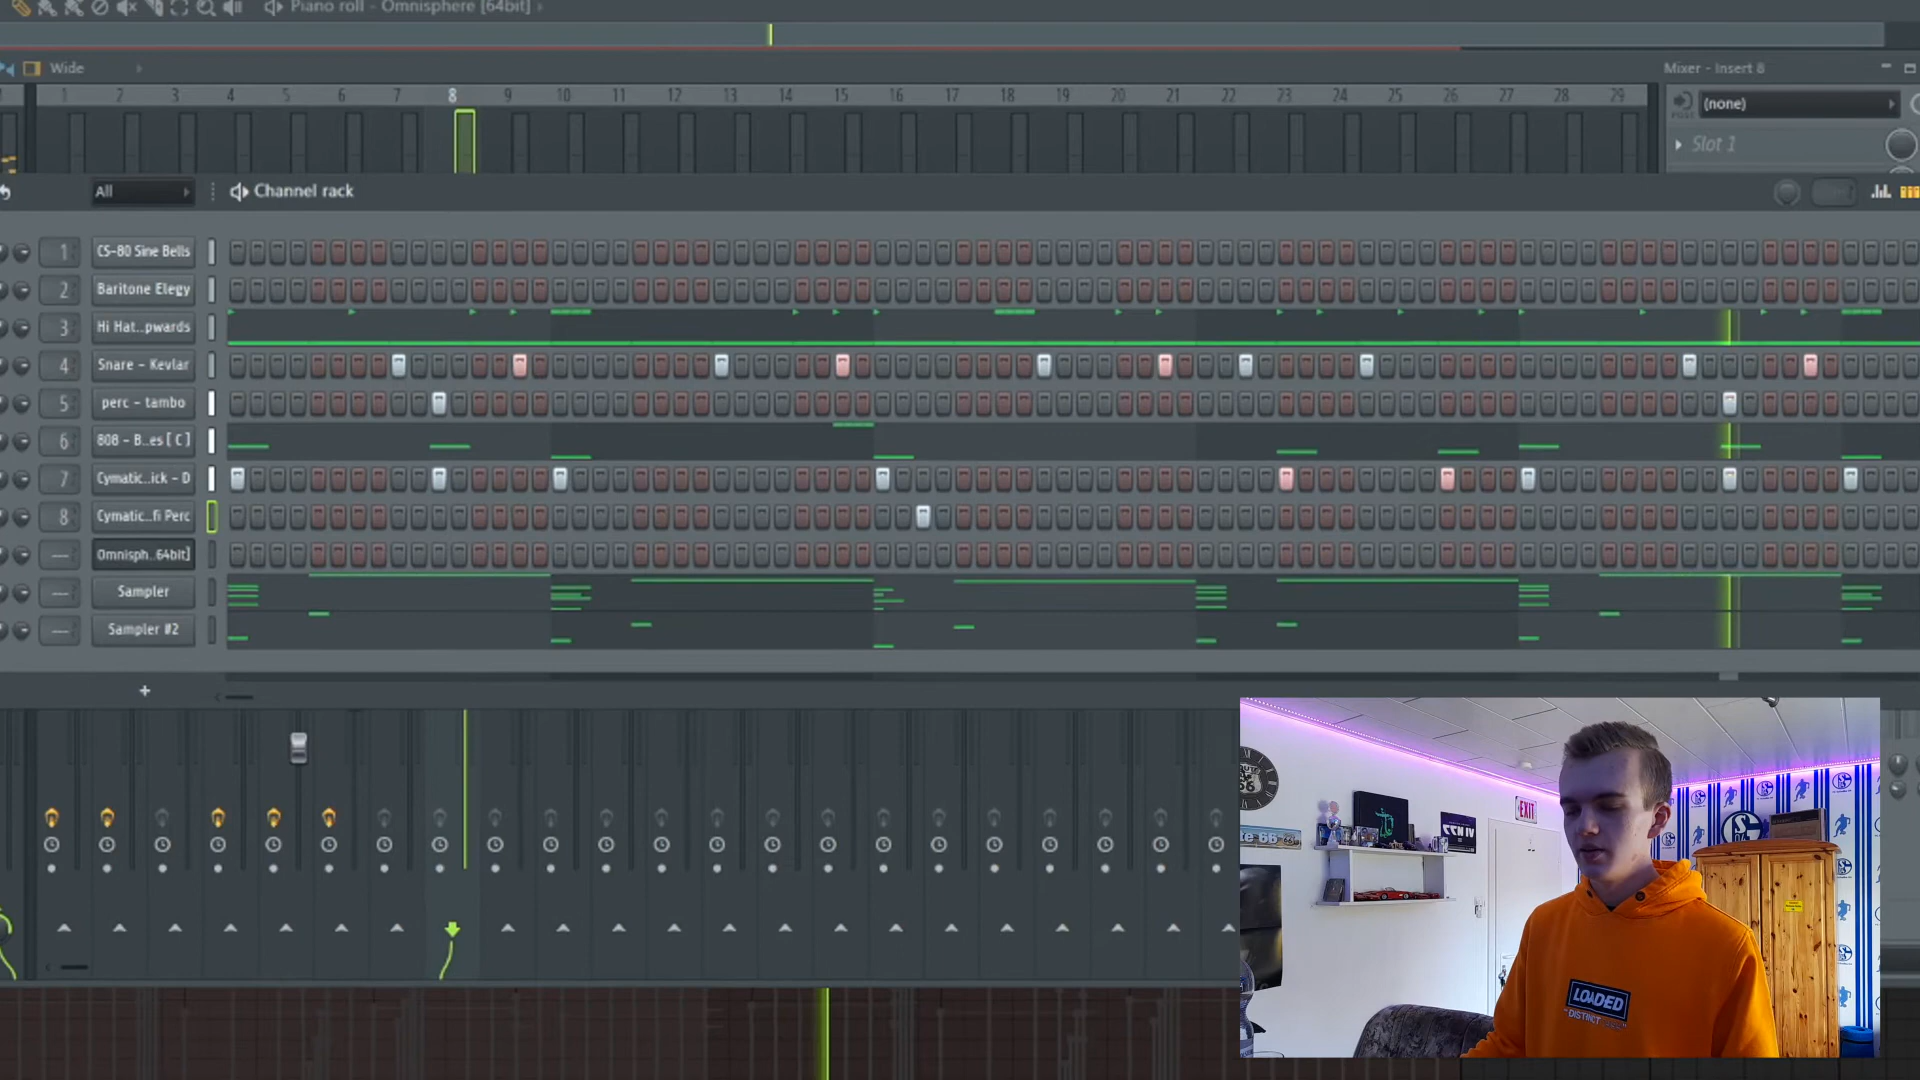 Piano roll - Omnisphere [64bit]
Wide
Mixer - Insert 8
1 2 3 4 5 6 7 8 9 10 11 12 13 14 15 16 17 18 19 20 21 22 23 24 25 26 27 28 29
(none)
Slot 1
All
Channel rack
1 CS-80 Sine Bells
2 Baritone Elegy
3 Hi Hat..pwards
4 Snare - Kevlar
5 perc - tambo
6 808 - B..es [ C ]
7 Cymatic..ick - D
8 Cymatic..fi Perc
--- Omnisph..64bit]
--- Sampler
--- Sampler #2
+
EXIT
LOADED